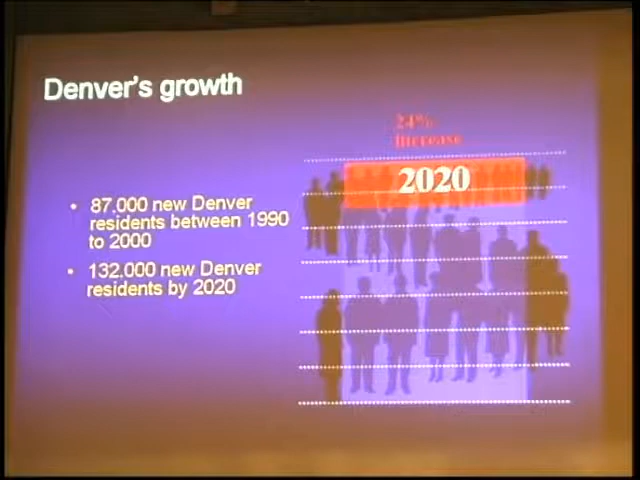 Denver's growth
24%
increase
2020
• 87,000 new Denver
residents between 1990
to 2000
• 132.000 new Denver
residents by 2020